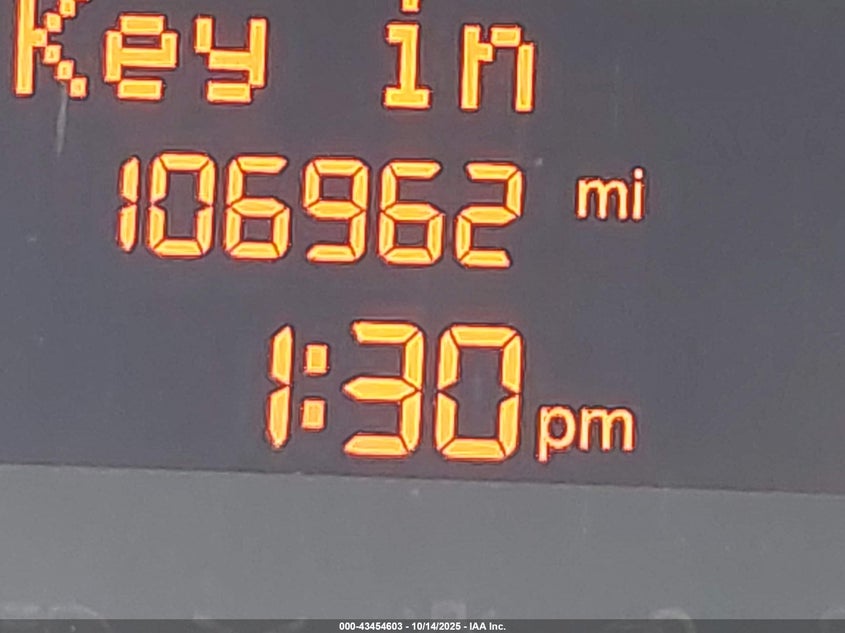 Key in
106962 mi
1:30 pm
000-43454603 - 10/14/2025 - IAA Inc.